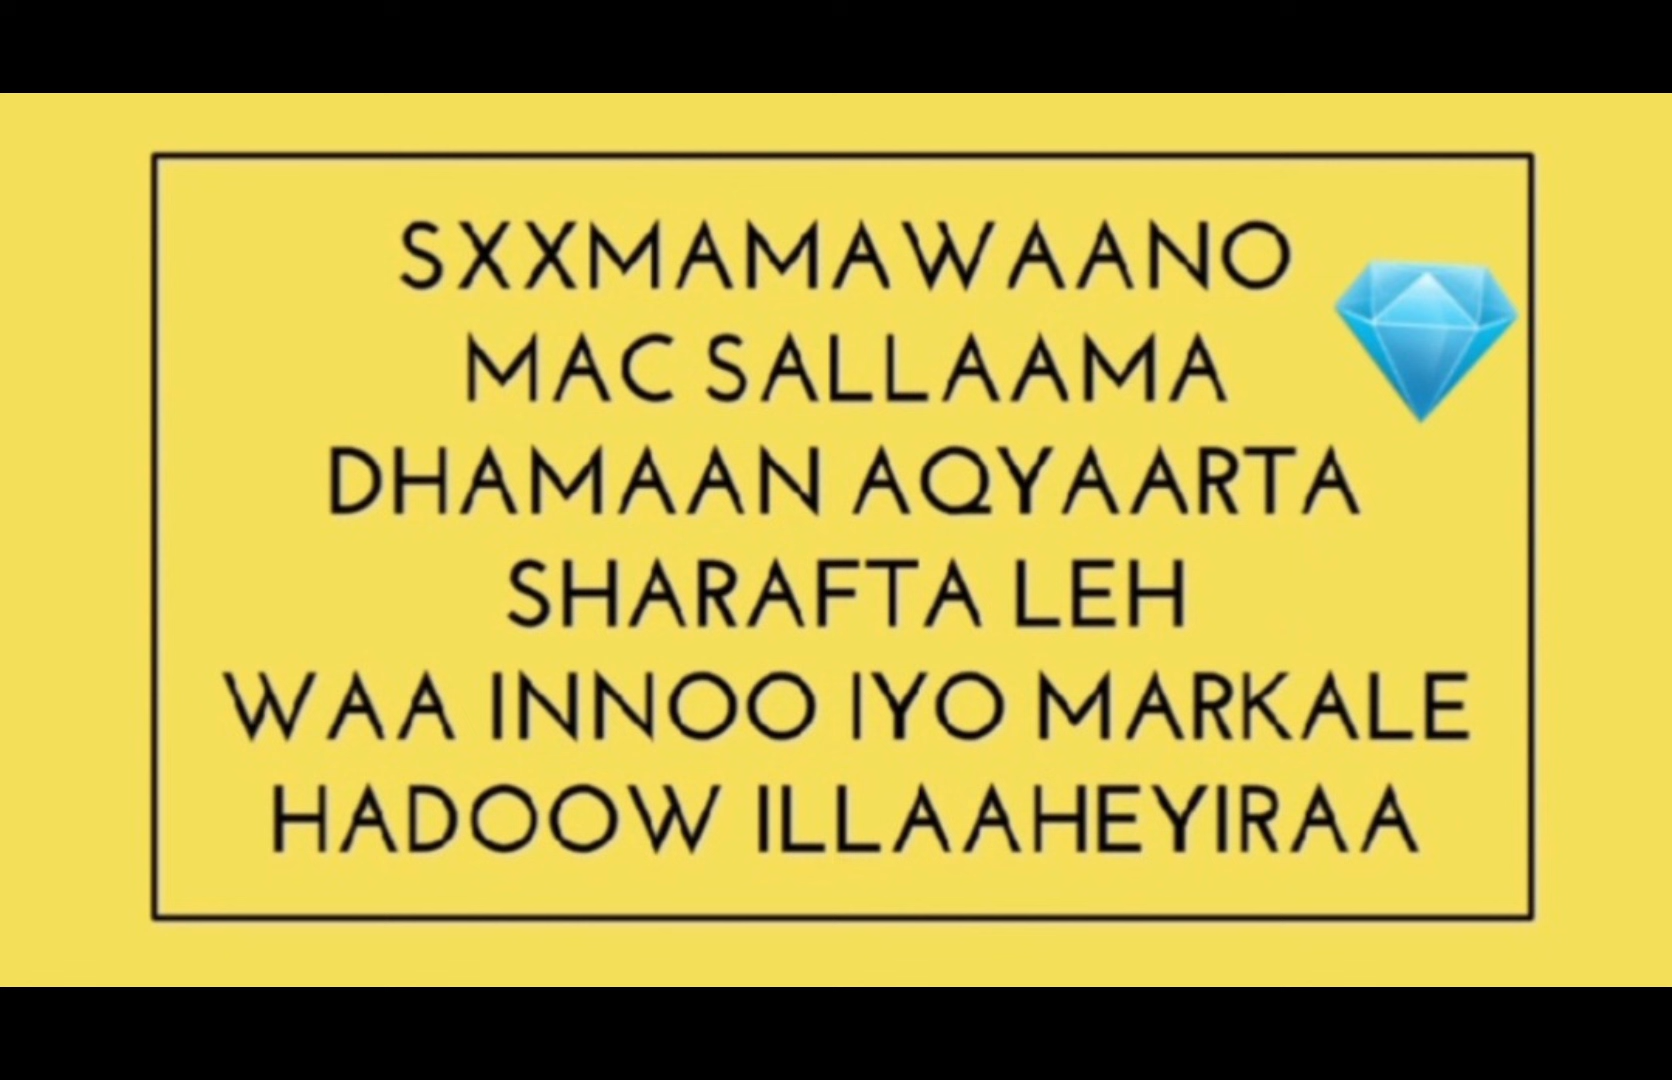 SXXMAMAWAANO
MAC SALLAAMA
DHAMAAN AQYAARTA
SHARAFTA LEH
WAA INNOO IYO MARKALE
HADOOW ILLAAHEYIRAA